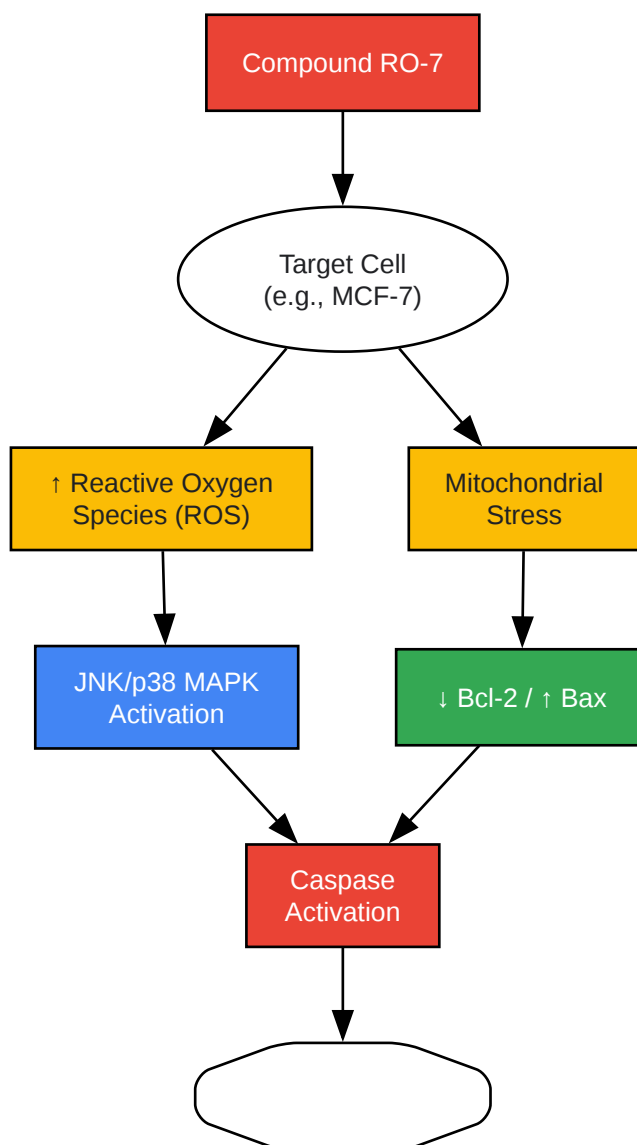 Compound RO-7
Target Cell
(e.g., MCF-7)
↑ Reactive Oxygen
Species (ROS)
Mitochondrial
Stress
JNK/p38 MAPK
Activation
↓ Bcl-2 / ↑ Bax
Caspase
Activation